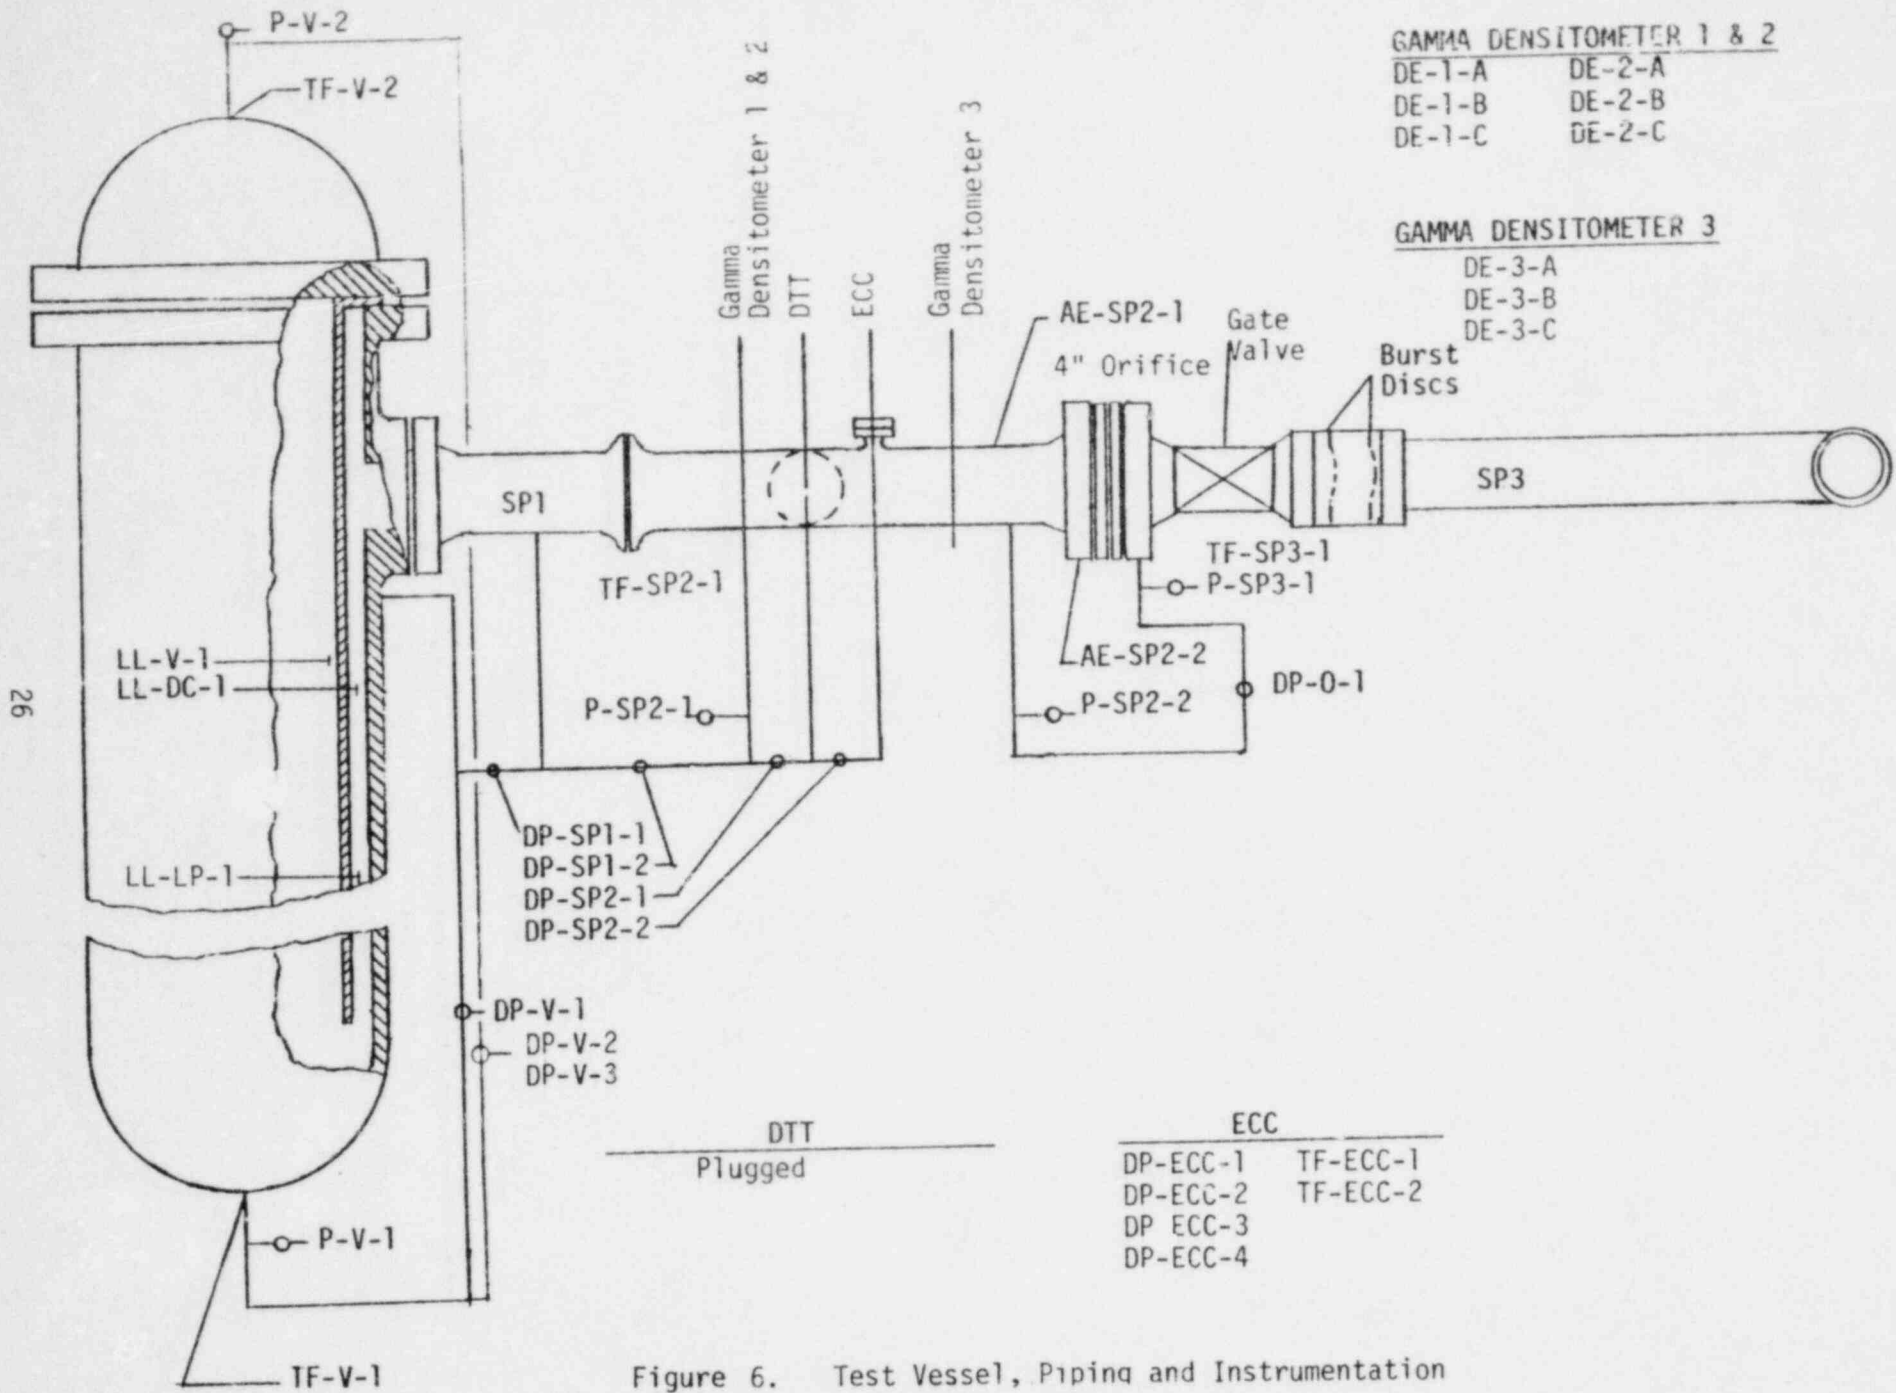 P-V-2
TF-V-2
Gamma
Densitometer 1 & 2
DTT
ECC
Gamma
Densitometer 3
GAMMA DENSITOMETER 1 & 2
DE-1-A DE-2-A
DE-1-B DE-2-B
DE-1-C DE-2-C
GAMMA DENSITOMETER 3
DE-3-A
DE-3-B
DE-3-C
AE-SP2-1
4" Orifice
Gate
Valve
Burst
Discs
SP1
SP3
TF-SP2-1
TF-SP3-1
P-SP3-1
AE-SP2-2
LL-V-1
LL-DC-1
P-SP2-1
P-SP2-2
DP-O-1
26
LL-LP-1
DP-SP1-1
DP-SP1-2
DP-SP2-1
DP-SP2-2
DP-V-1
DP-V-2
DP-V-3
DTT
Plugged
ECC
DP-ECC-1 TF-ECC-1
DP-ECC-2 TF-ECC-2
DP ECC-3
DP-ECC-4
P-V-1
TF-V-1
Figure 6. Test Vessel, Piping and Instrumentation